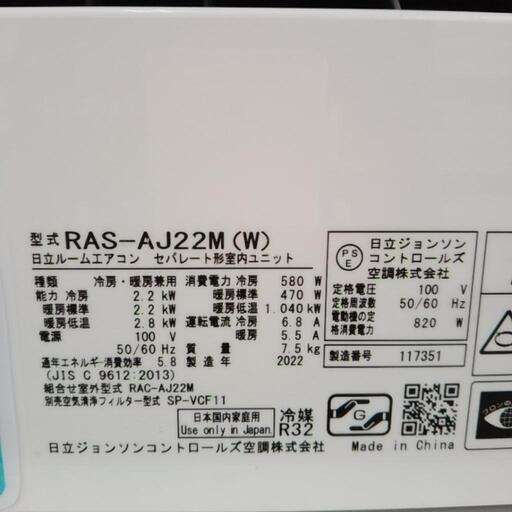 型式 RAS-AJ22M(W)
日立ルームエアコン セパレート形室内ユニット
種類 冷房・暖房兼用
能力 冷房 2.2 kW
暖房標準 2.2 kW
暖房低温 2.8 kW
電源 100 V
50/60 Hz
消費電力 冷房 580 W
暖房標準 470 W
暖房低温 1.040 kW
運転電流 冷房 6.8 A
暖房 5.5 A
質量 7.5 kg
通年エネルギー消費効率 5.8
製造年 2022
(JIS C 9612:2013)
組合せ室外型式 RAC-AJ22M
別売空気清浄フィルター型式 SP-VCF11
日本国内家庭用
Use only in Japan
冷媒
R32
日立ジョンソンコントロールズ空調株式会社
PS
E
日立ジョンソン
コントロールズ
空調株式会社
定格電圧 100 V
定格周波数 50/60 Hz
電動機の定
格消費電力 820 W
製造番号 117351
G
Made in China
フロンの